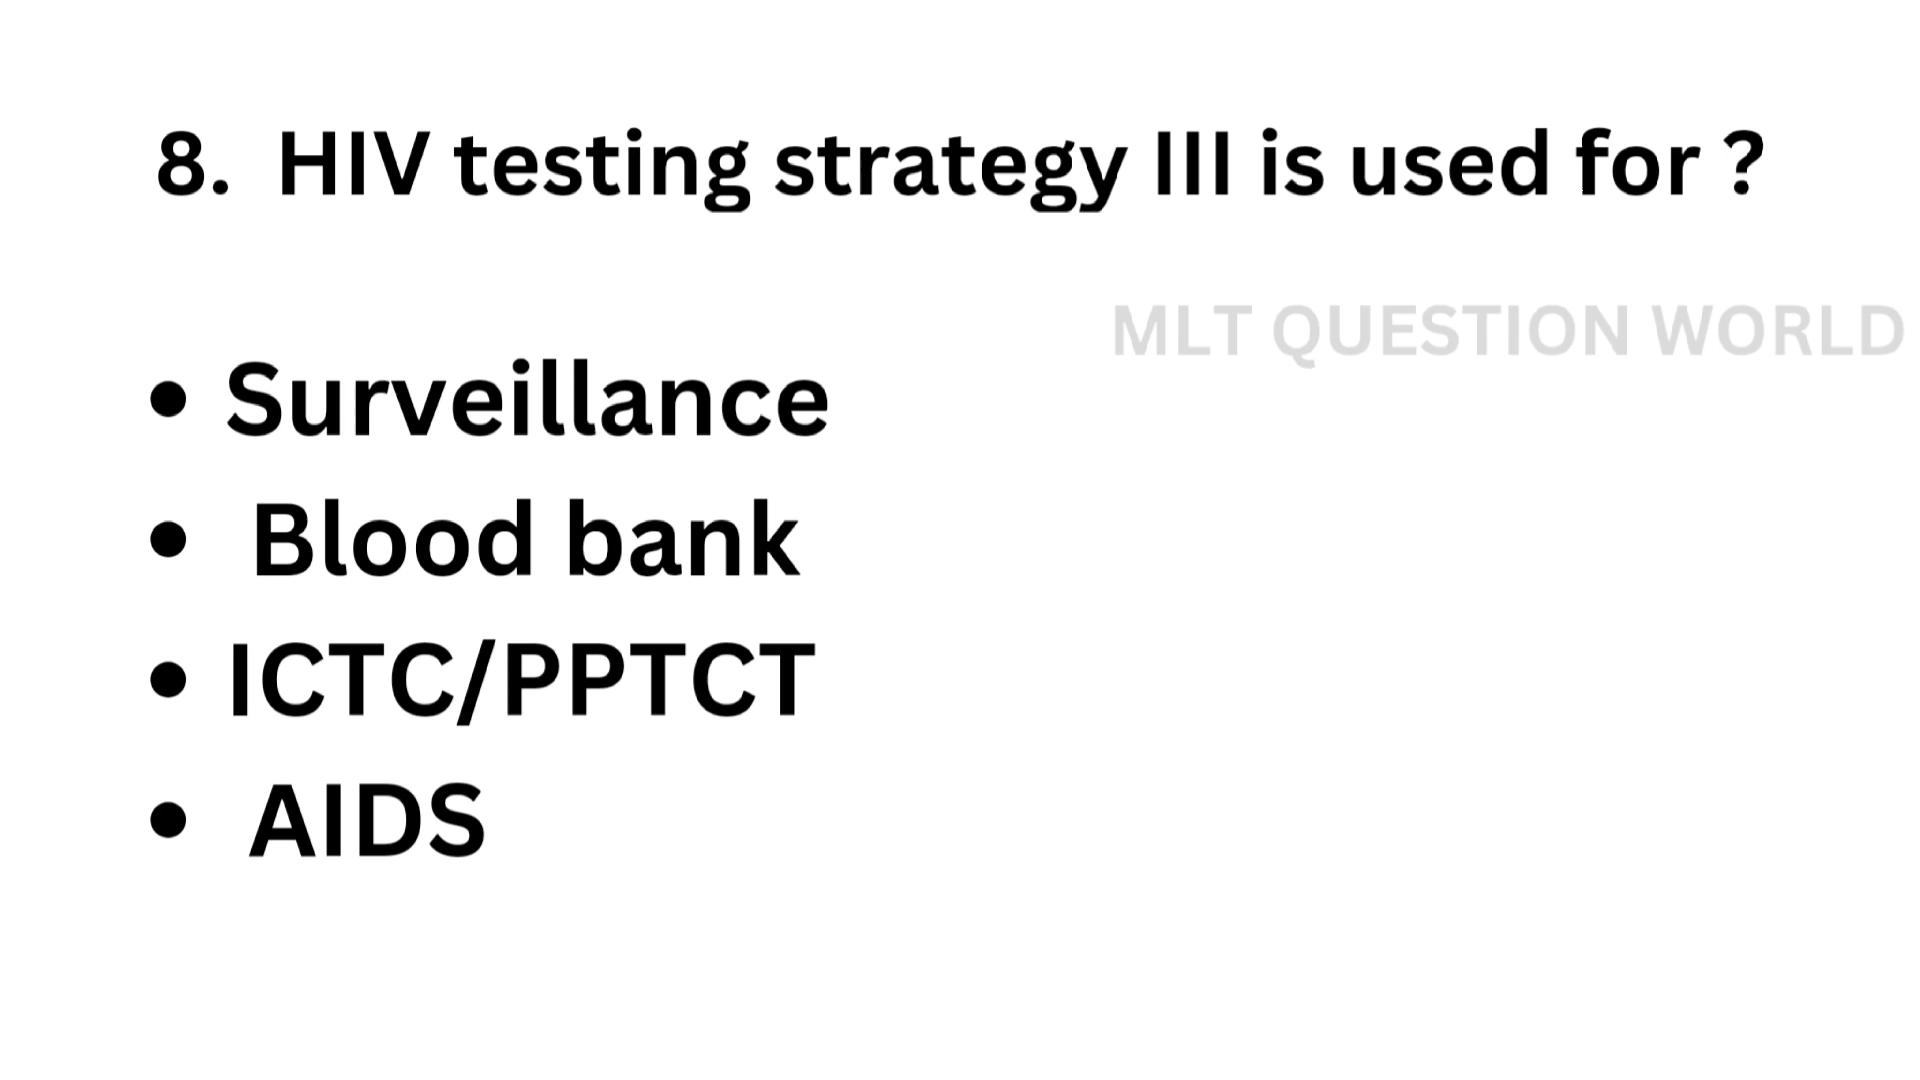 8. HIV testing strategy III is used for ?
MLT QUESTION WORLD
• Surveillance
• Blood bank
• ICTC/PPTCT
• AIDS